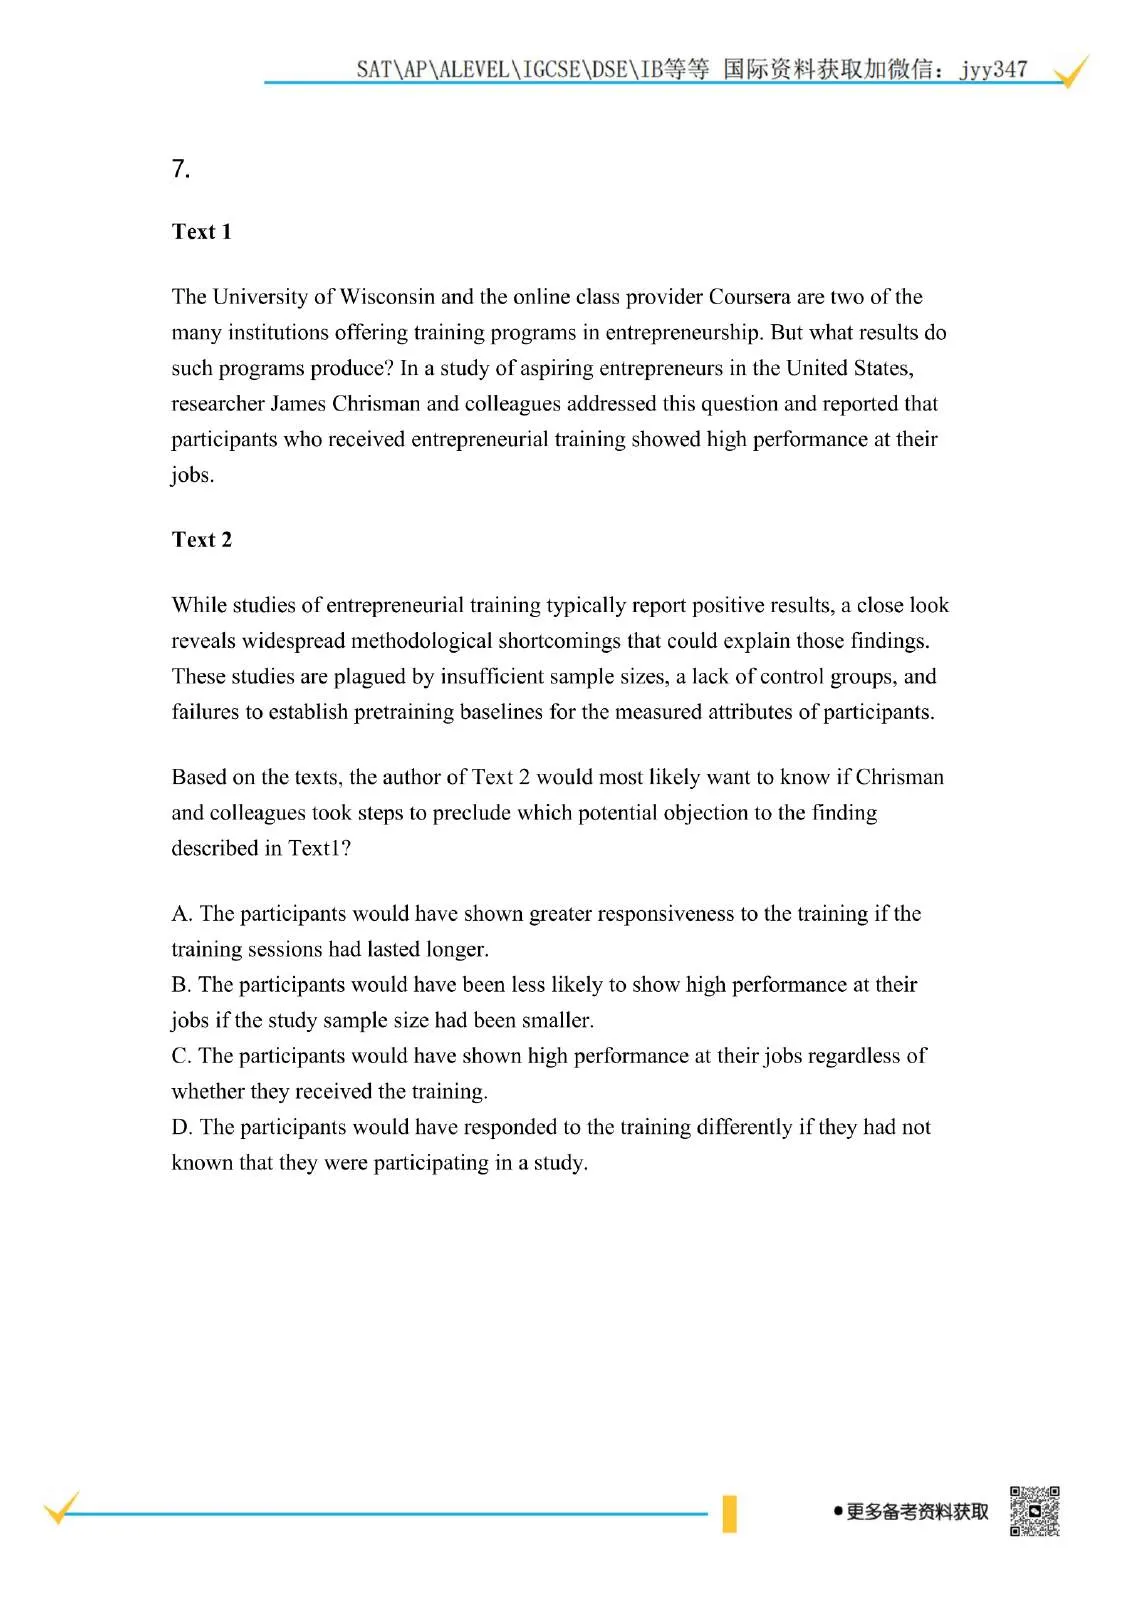 SAT\AP\ALEVEL\IGCSE\DSE\IB等等 国际资料获取加微信：jyy347
7.
Text 1
The University of Wisconsin and the online class provider Coursera are two of the
many institutions offering training programs in entrepreneurship. But what results do
such programs produce? In a study of aspiring entrepreneurs in the United States,
researcher James Chrisman and colleagues addressed this question and reported that
participants who received entrepreneurial training showed high performance at their
jobs.
Text 2
While studies of entrepreneurial training typically report positive results, a close look
reveals widespread methodological shortcomings that could explain those findings.
These studies are plagued by insufficient sample sizes, a lack of control groups, and
failures to establish pretraining baselines for the measured attributes of participants.
Based on the texts, the author of Text 2 would most likely want to know if Chrisman
and colleagues took steps to preclude which potential objection to the finding
described in Text1?
A. The participants would have shown greater responsiveness to the training if the
training sessions had lasted longer.
B. The participants would have been less likely to show high performance at their
jobs if the study sample size had been smaller.
C. The participants would have shown high performance at their jobs regardless of
whether they received the training.
D. The participants would have responded to the training differently if they had not
known that they were participating in a study.
•更多备考资料获取